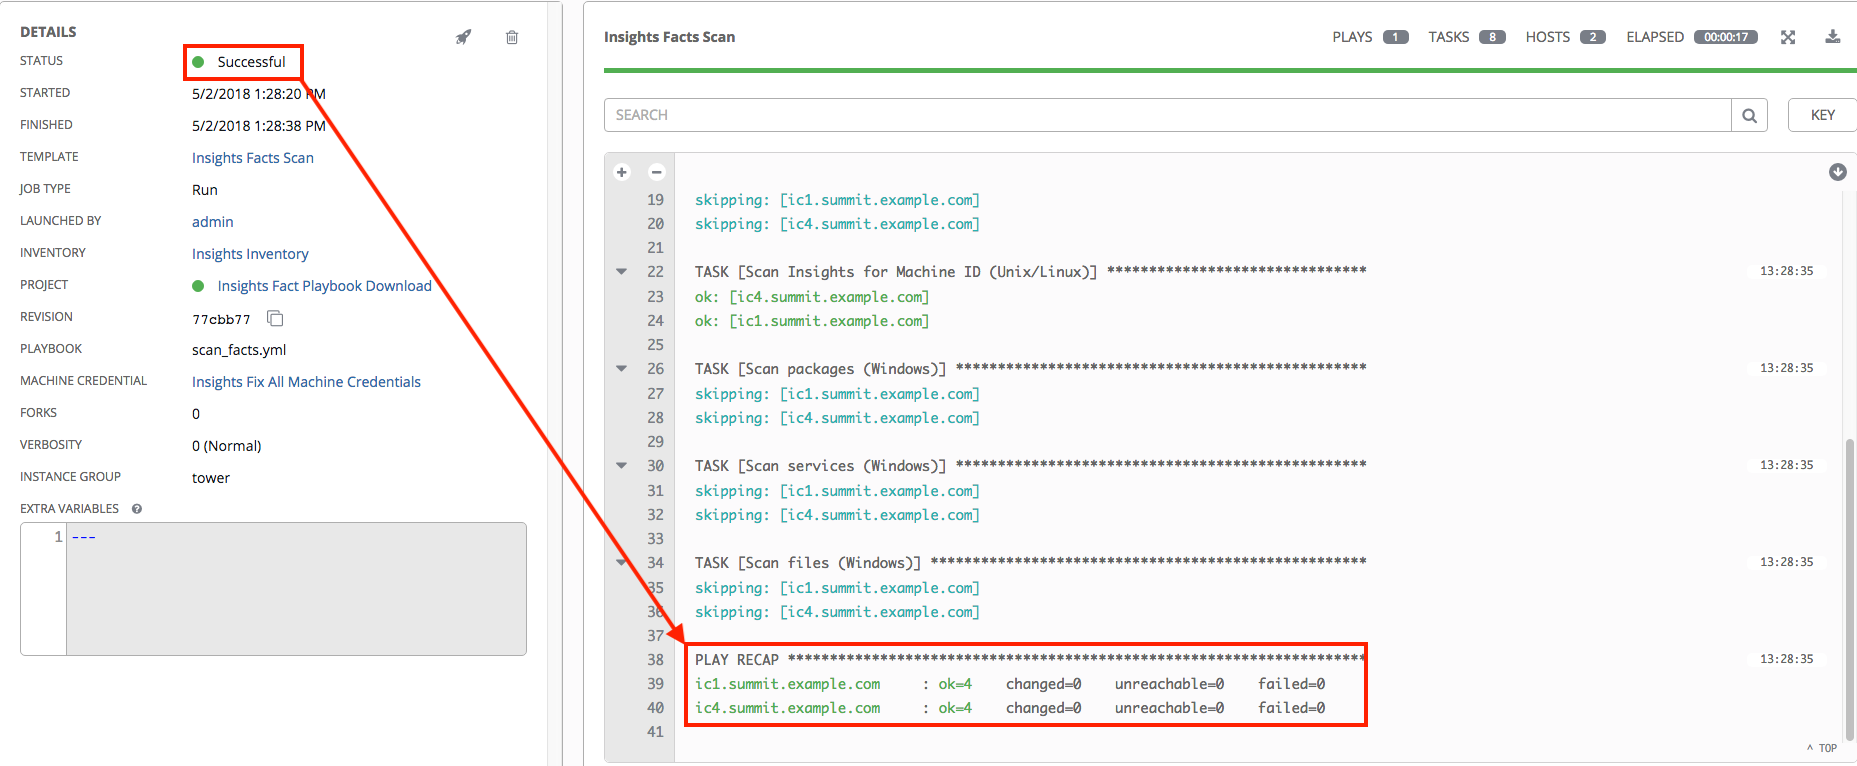 DETAILS
STATUS Successful
STARTED 5/2/2018 1:28:20 PM
FINISHED 5/2/2018 1:28:38 PM
TEMPLATE Insights Facts Scan
JOB TYPE Run
LAUNCHED BY admin
INVENTORY Insights Inventory
PROJECT Insights Fact Playbook Download
REVISION 77cbb77
PLAYBOOK scan_facts.yml
MACHINE CREDENTIAL Insights Fix All Machine Credentials
FORKS 0
VERBOSITY 0 (Normal)
INSTANCE GROUP tower
EXTRA VARIABLES ?
1 ---
Insights Facts Scan PLAYS 1 TASKS 8 HOSTS 2 ELAPSED 00:00:17
SEARCH KEY
19 skipping: [ic1.summit.example.com]
20 skipping: [ic4.summit.example.com]
21
22 TASK [Scan Insights for Machine ID (Unix/Linux)] ******************************* 13:28:35
23 ok: [ic4.summit.example.com]
24 ok: [ic1.summit.example.com]
25
26 TASK [Scan packages (Windows)] ************************************************* 13:28:35
27 skipping: [ic1.summit.example.com]
28 skipping: [ic4.summit.example.com]
29
30 TASK [Scan services (Windows)] ************************************************* 13:28:35
31 skipping: [ic1.summit.example.com]
32 skipping: [ic4.summit.example.com]
33
34 TASK [Scan files (Windows)] **************************************************** 13:28:35
35 skipping: [ic1.summit.example.com]
36 skipping: [ic4.summit.example.com]
37
38 PLAY RECAP ********************************************************************* 13:28:35
39 ic1.summit.example.com : ok=4 changed=0 unreachable=0 failed=0
40 ic4.summit.example.com : ok=4 changed=0 unreachable=0 failed=0
41
^ TOP